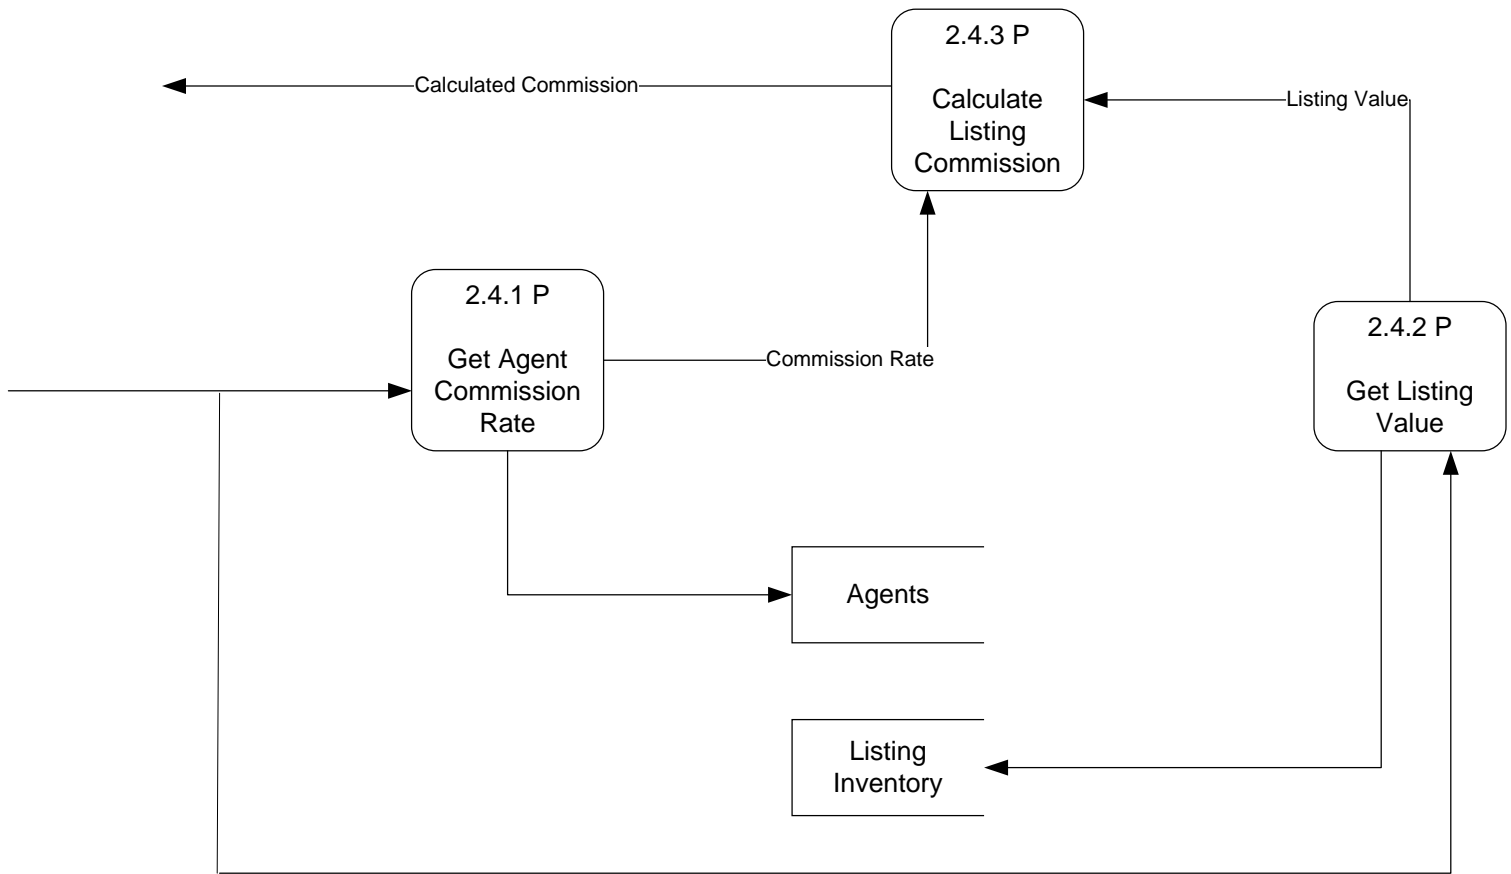 2.4.3 P
Calculate
Listing
Commission
Calculated Commission
Listing Value
2.4.1 P
Get Agent
Commission
Rate
Commission Rate
2.4.2 P
Get Listing
Value
Agents
Listing
Inventory